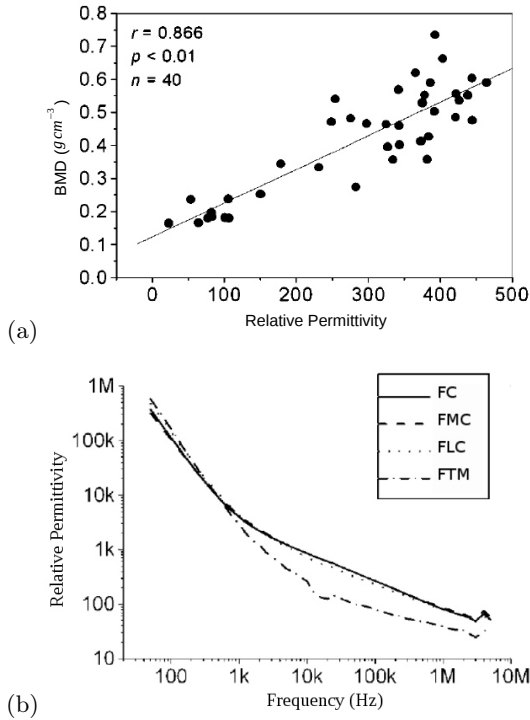 0.8
r = 0.866
0.7
p < 0.01
0.6
n = 40
0.5
0.4
0.3
0.2
0.1
0.0
BMD (g cm⁻³)
0 100 200 300 400 500
Relative Permittivity
(a)
1M
100k
10k
1k
100
10
Relative Permittivity
FC
FMC
FLC
FTM
100 1k 10k 100k 1M 10M
Frequency (Hz)
(b)